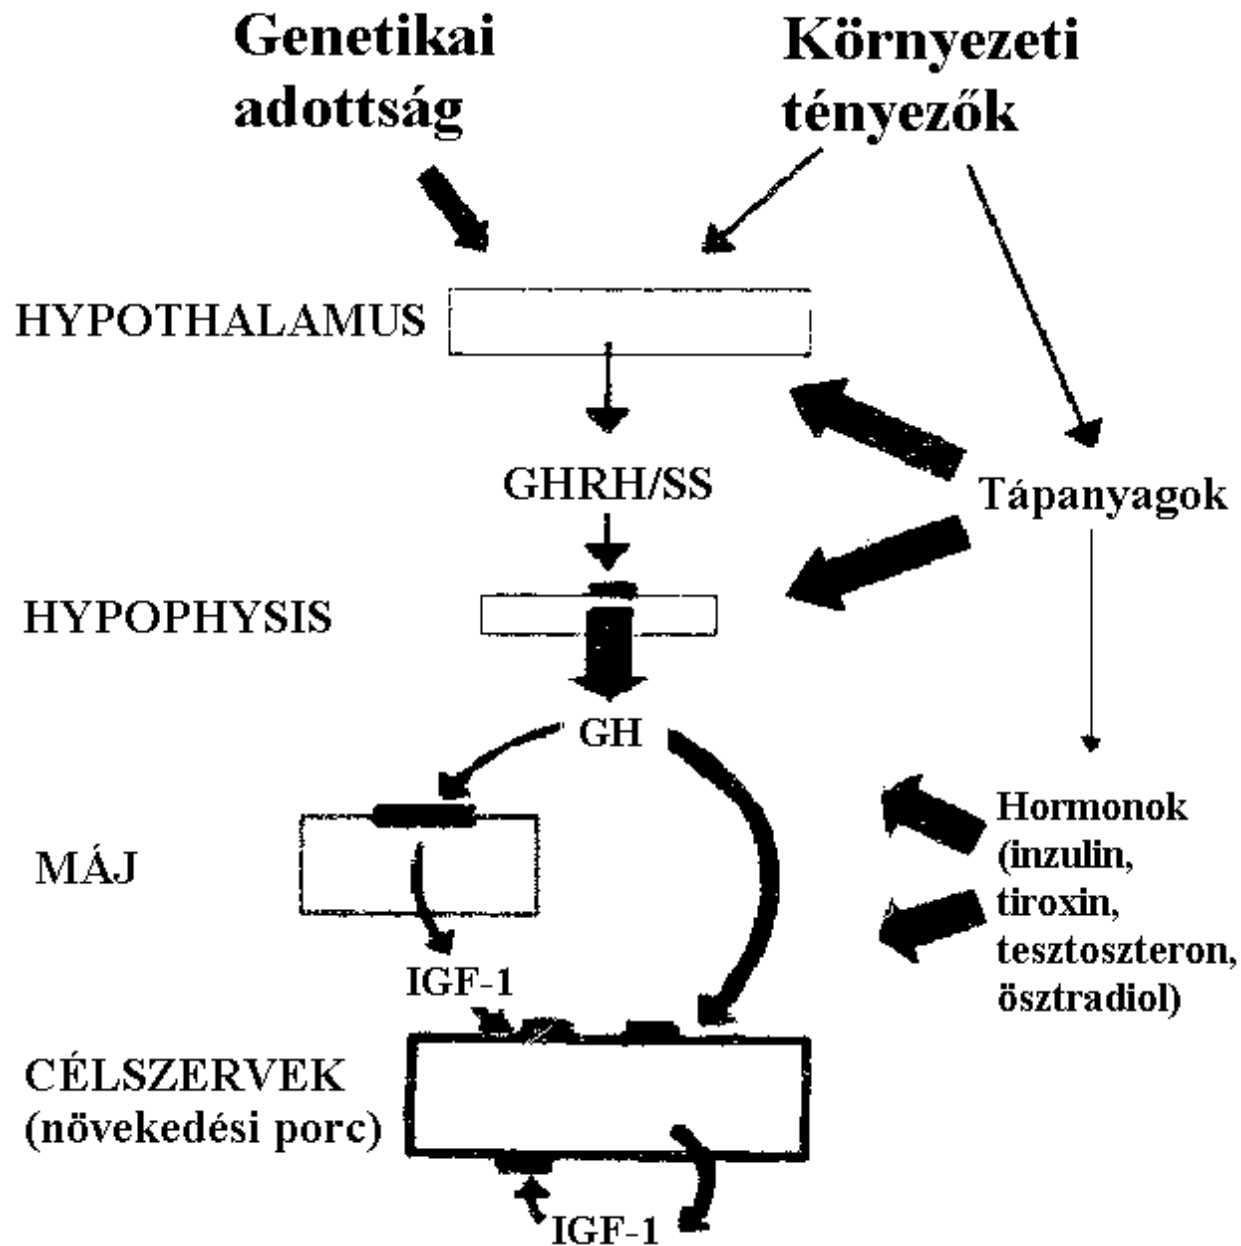 Genetikai
adottság
Környezeti
tényezők
HYPOTHALAMUS
GHRH/SS
Tápanyagok
HYPOPHYSIS
GH
Hormonok
(inzulin,
tiroxin,
tesztoszteron,
ösztradiol)
MÁJ
IGF-1
CÉLSZERVEK
(növekedési porc)
IGF-1